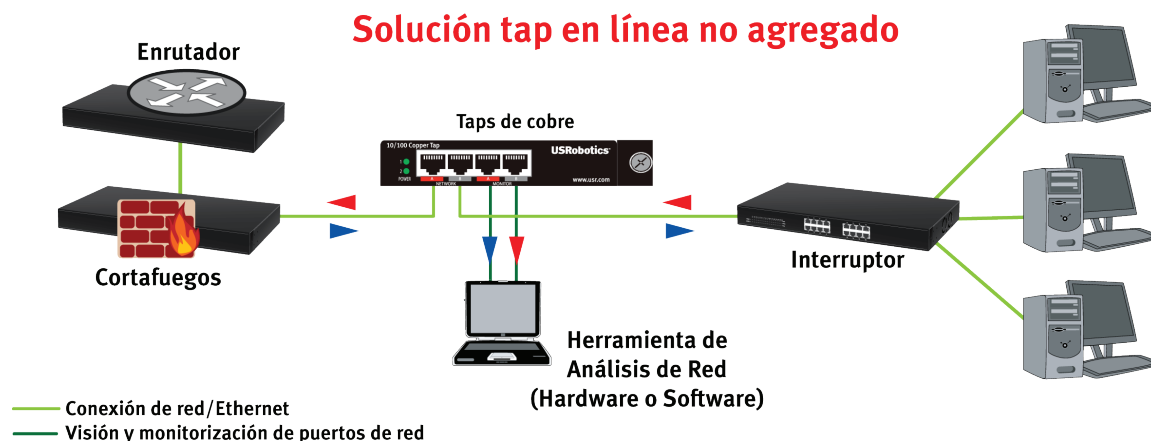 Solución tap en línea no agregado
Enrutador
Taps de cobre
10/100 Copper Tap
USRobotics
1
2
POWER
A
B
A
B
NETWORK
MONITOR
www.usr.com
Cortafuegos
Interruptor
Herramienta de
Análisis de Red
(Hardware o Software)
Conexión de red/Ethernet
Visión y monitorización de puertos de red